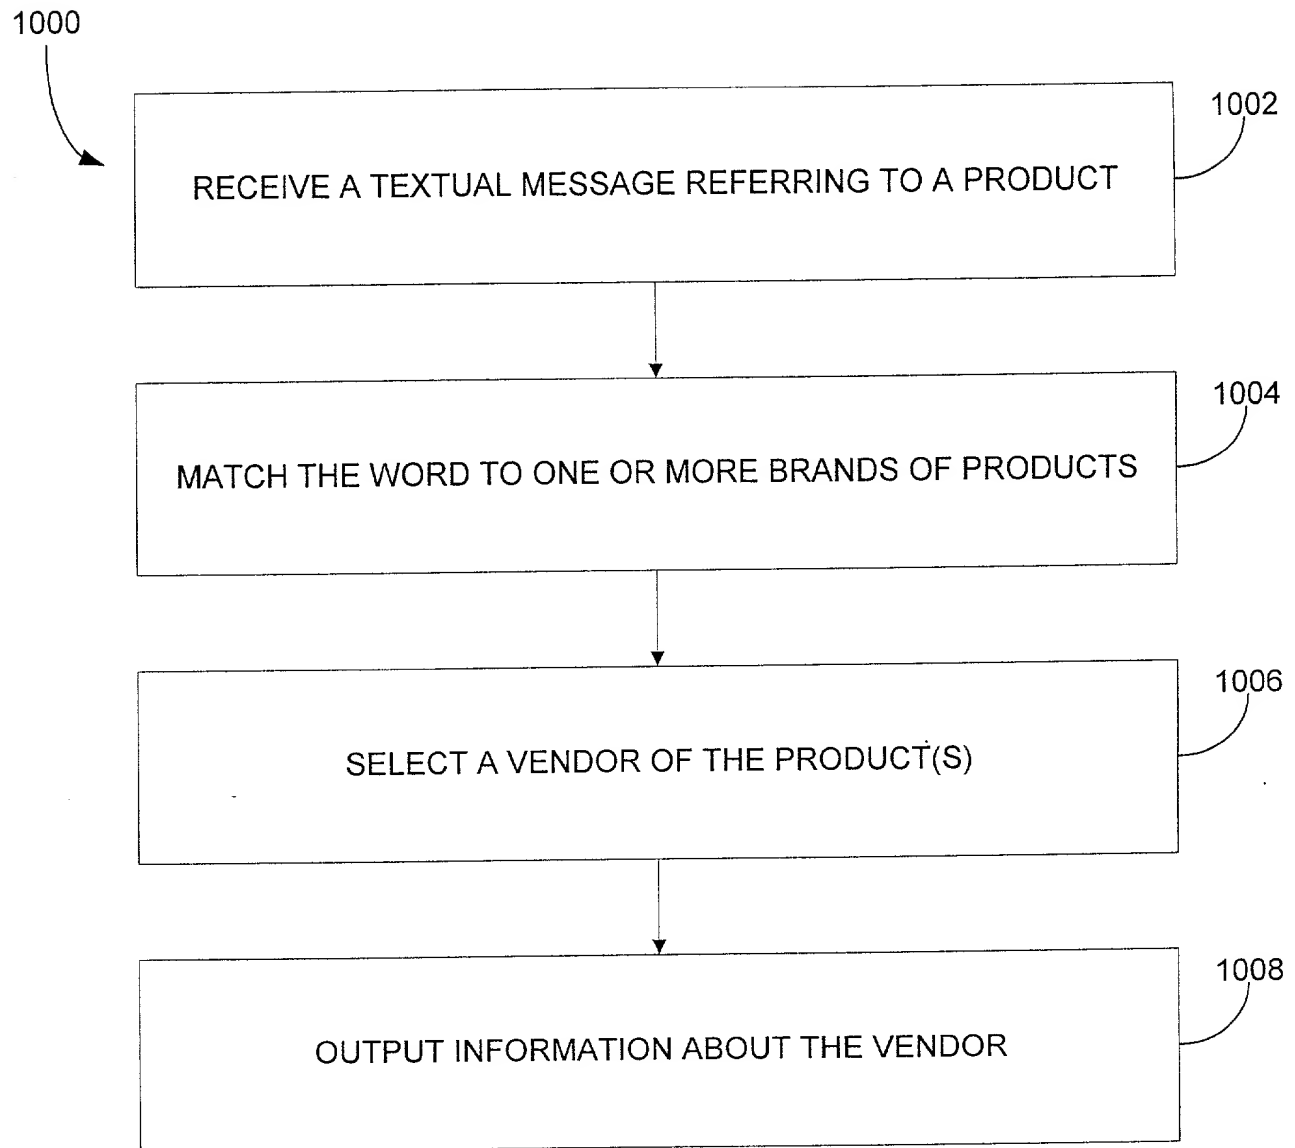 1000
1002
RECEIVE A TEXTUAL MESSAGE REFERRING TO A PRODUCT
1004
MATCH THE WORD TO ONE OR MORE BRANDS OF PRODUCTS
1006
SELECT A VENDOR OF THE PRODUCT(S)
1008
OUTPUT INFORMATION ABOUT THE VENDOR